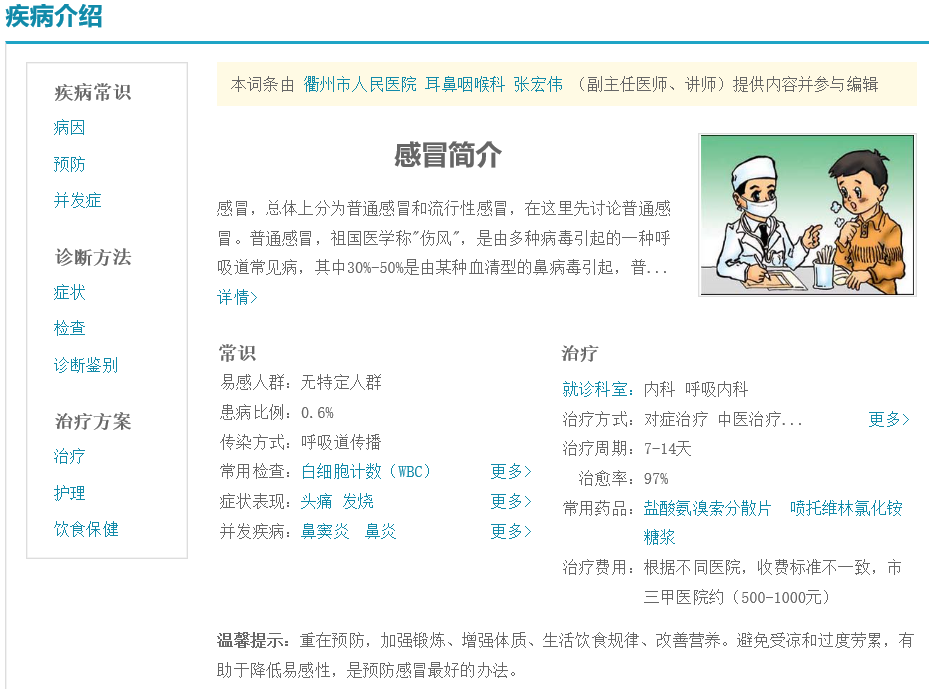 疾病介绍
疾病常识
病因
预防
并发症
诊断方法
症状
检查
诊断鉴别
治疗方案
治疗
护理
饮食保健
本词条由 衢州市人民医院 耳鼻咽喉科 张宏伟 （副主任医师、讲师）提供内容并参与编辑
感冒简介
感冒，总体上分为普通感冒和流行性感冒，在这里先讨论普通感
冒。普通感冒，祖国医学称"伤风"，是由多种病毒引起的一种呼
吸道常见病，其中30%-50%是由某种血清型的鼻病毒引起，普...
详情>
常识
易感人群：无特定人群
患病比例：0.6%
传染方式：呼吸道传播
常用检查：白细胞计数（WBC） 更多>
症状表现：头痛 发烧 更多>
并发疾病：鼻窦炎 鼻炎 更多>
治疗
就诊科室：内科 呼吸内科
治疗方式：对症治疗 中医治疗... 更多>
治疗周期：7-14天
治愈率：97%
常用药品：盐酸氨溴索分散片 喷托维林氯化铵
糖浆
治疗费用：根据不同医院，收费标准不一致，市
三甲医院约（500-1000元）
温馨提示：重在预防，加强锻炼、增强体质、生活饮食规律、改善营养。避免受凉和过度劳累，有
助于降低易感性，是预防感冒最好的办法。